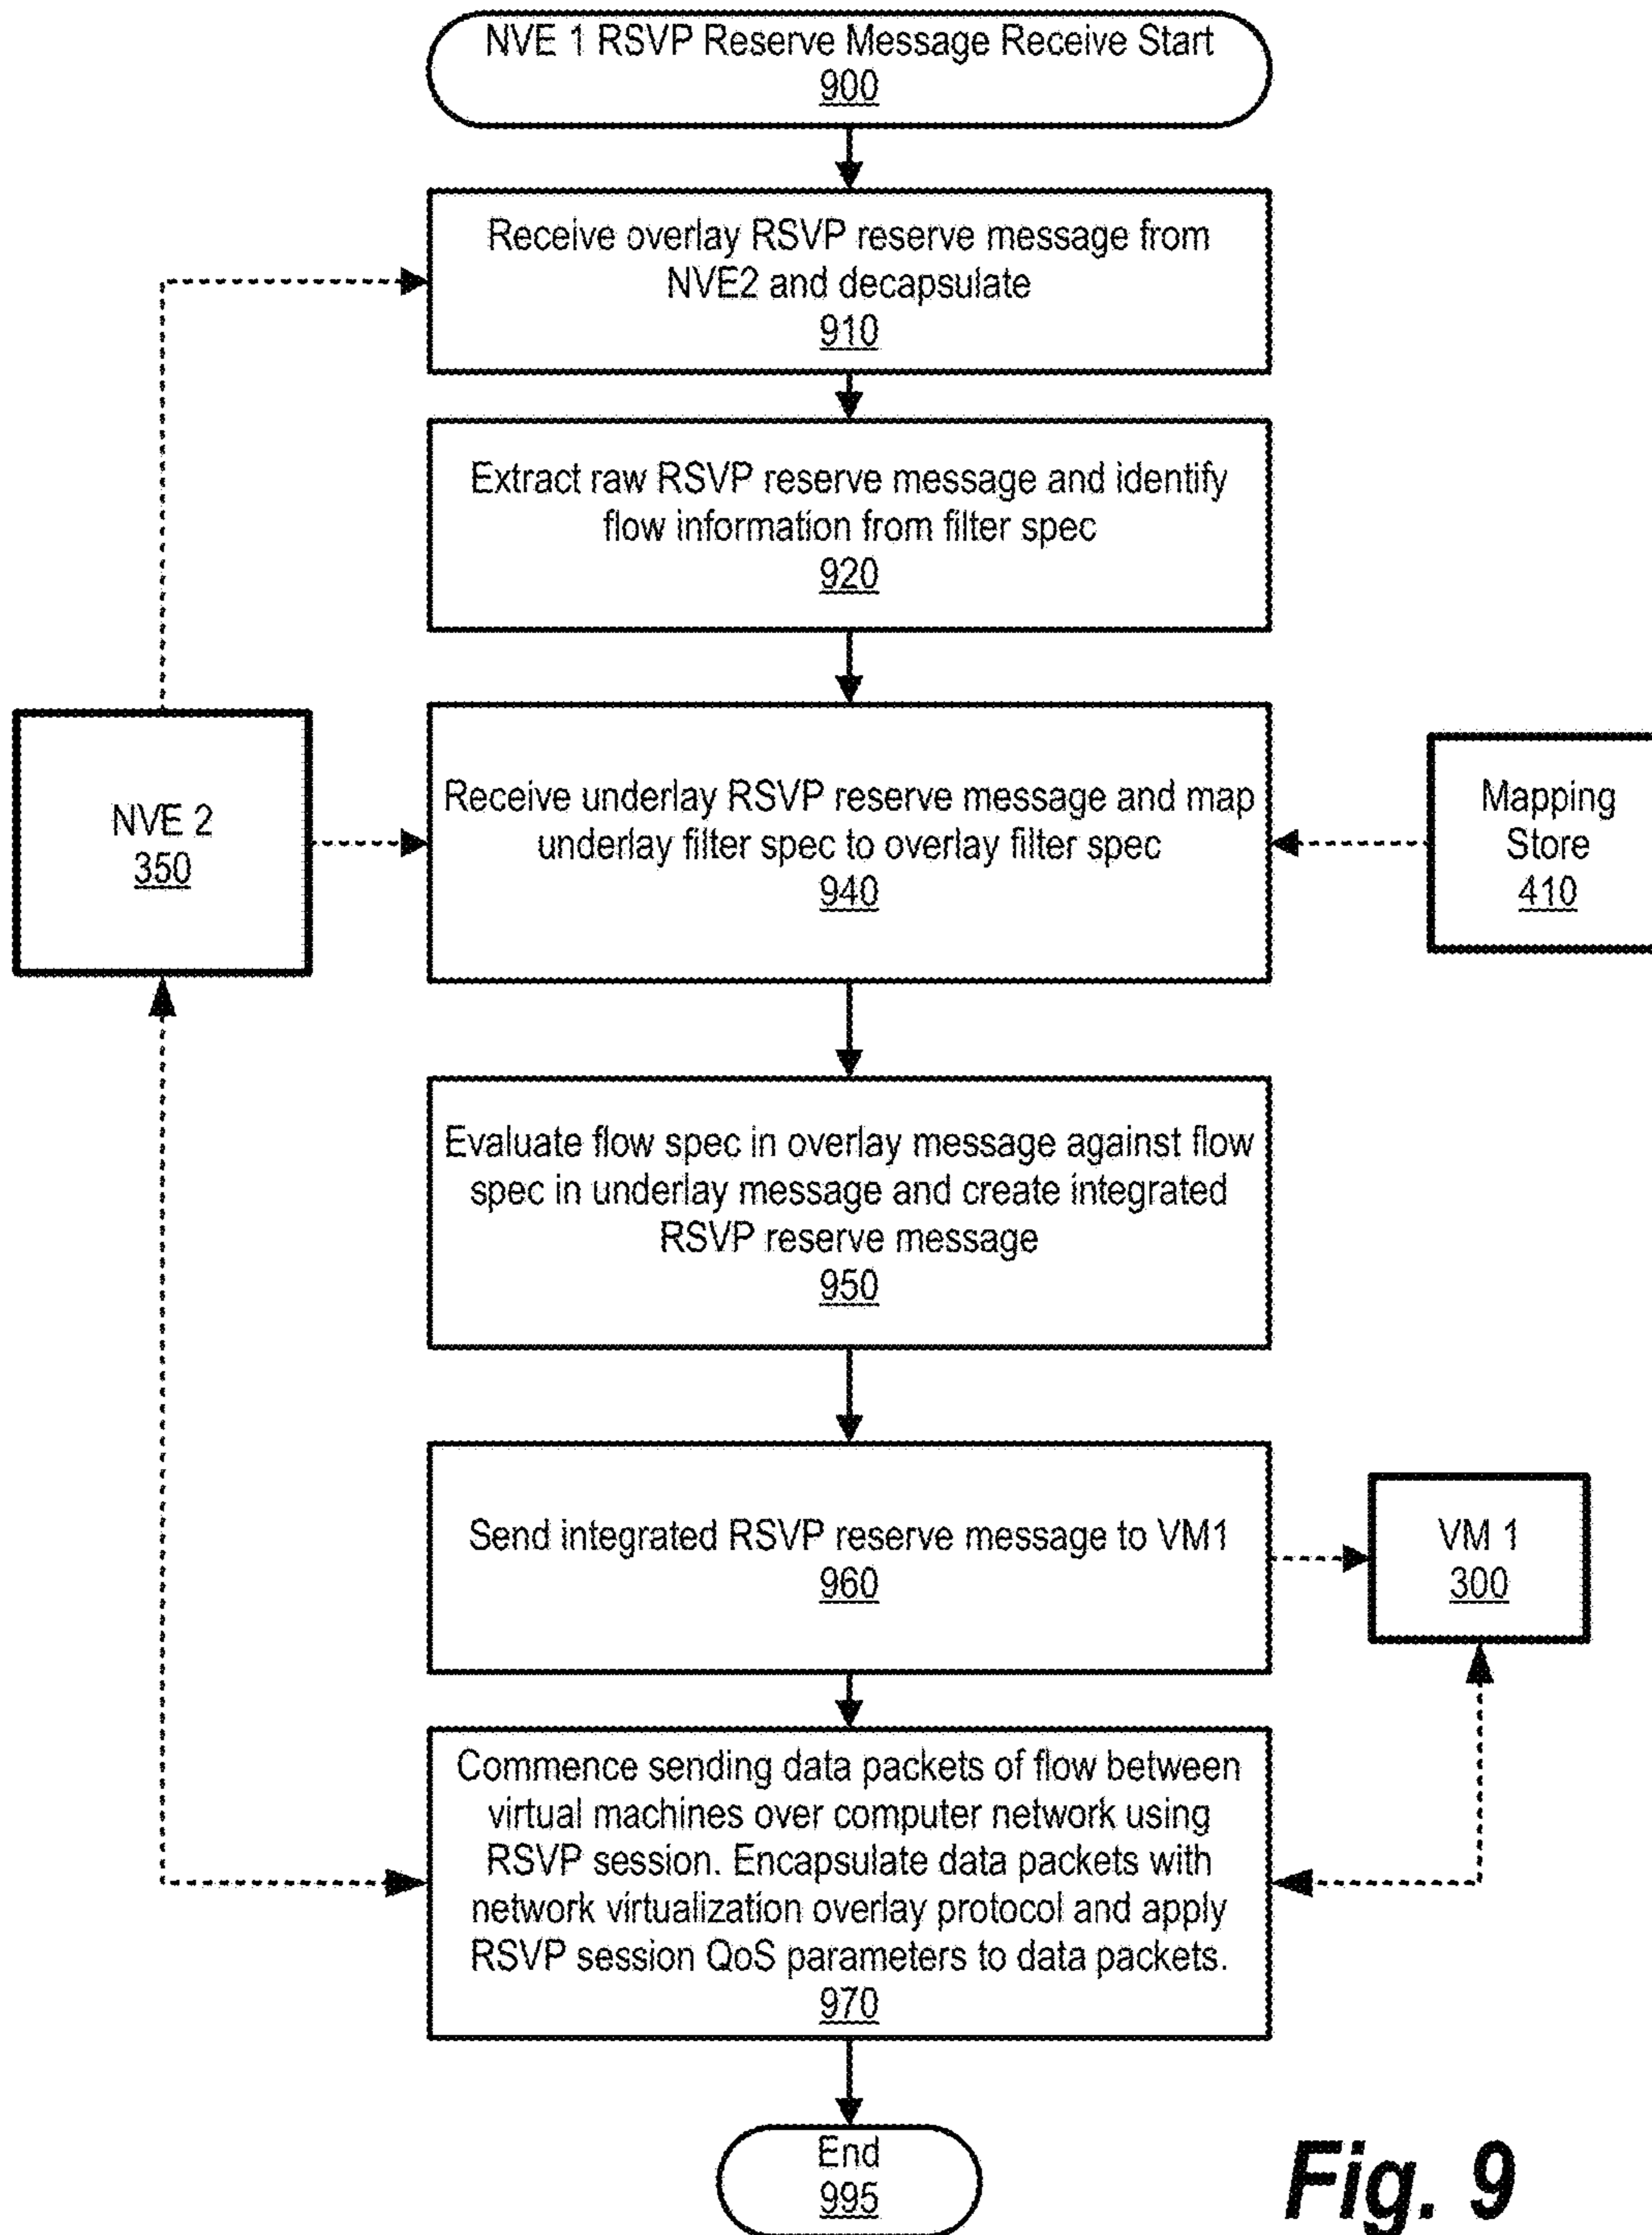 NVE 1 RSVP Reserve Message Receive Start
900
Receive overlay RSVP reserve message from
NVE2 and decapsulate
910
Extract raw RSVP reserve message and identify
flow information from filter spec
920
NVE 2
350
Receive underlay RSVP reserve message and map
underlay filter spec to overlay filter spec
940
Mapping
Store
410
Evaluate flow spec in overlay message against flow
spec in underlay message and create integrated
RSVP reserve message
950
Send integrated RSVP reserve message to VM1
960
VM 1
300
Commence sending data packets of flow between
virtual machines over computer network using
RSVP session. Encapsulate data packets with
network virtualization overlay protocol and apply
RSVP session QoS parameters to data packets.
970
End
995
Fig. 9